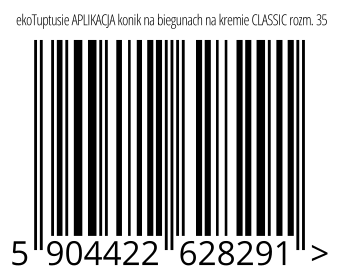 ekoTuptusie APLIKACJA konik na biegunach na kremie CLASSIC rozm. 35
5 904422 628291 >